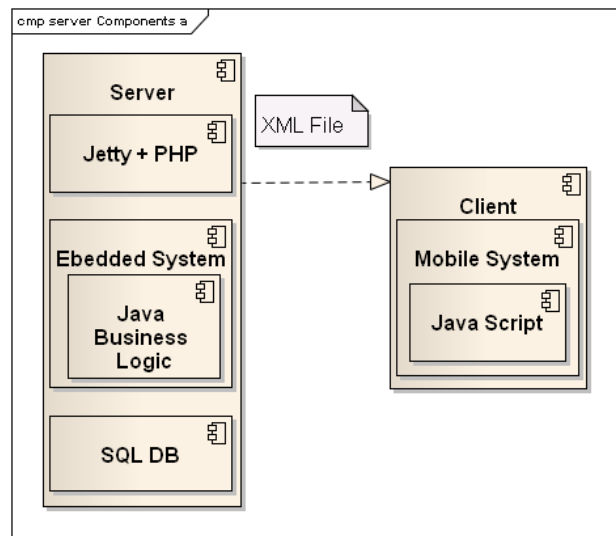 cmp server Components a
Server
Jetty + PHP
XML File
Ebedded System
Java
Business
Logic
SQL DB
Client
Mobile System
Java Script